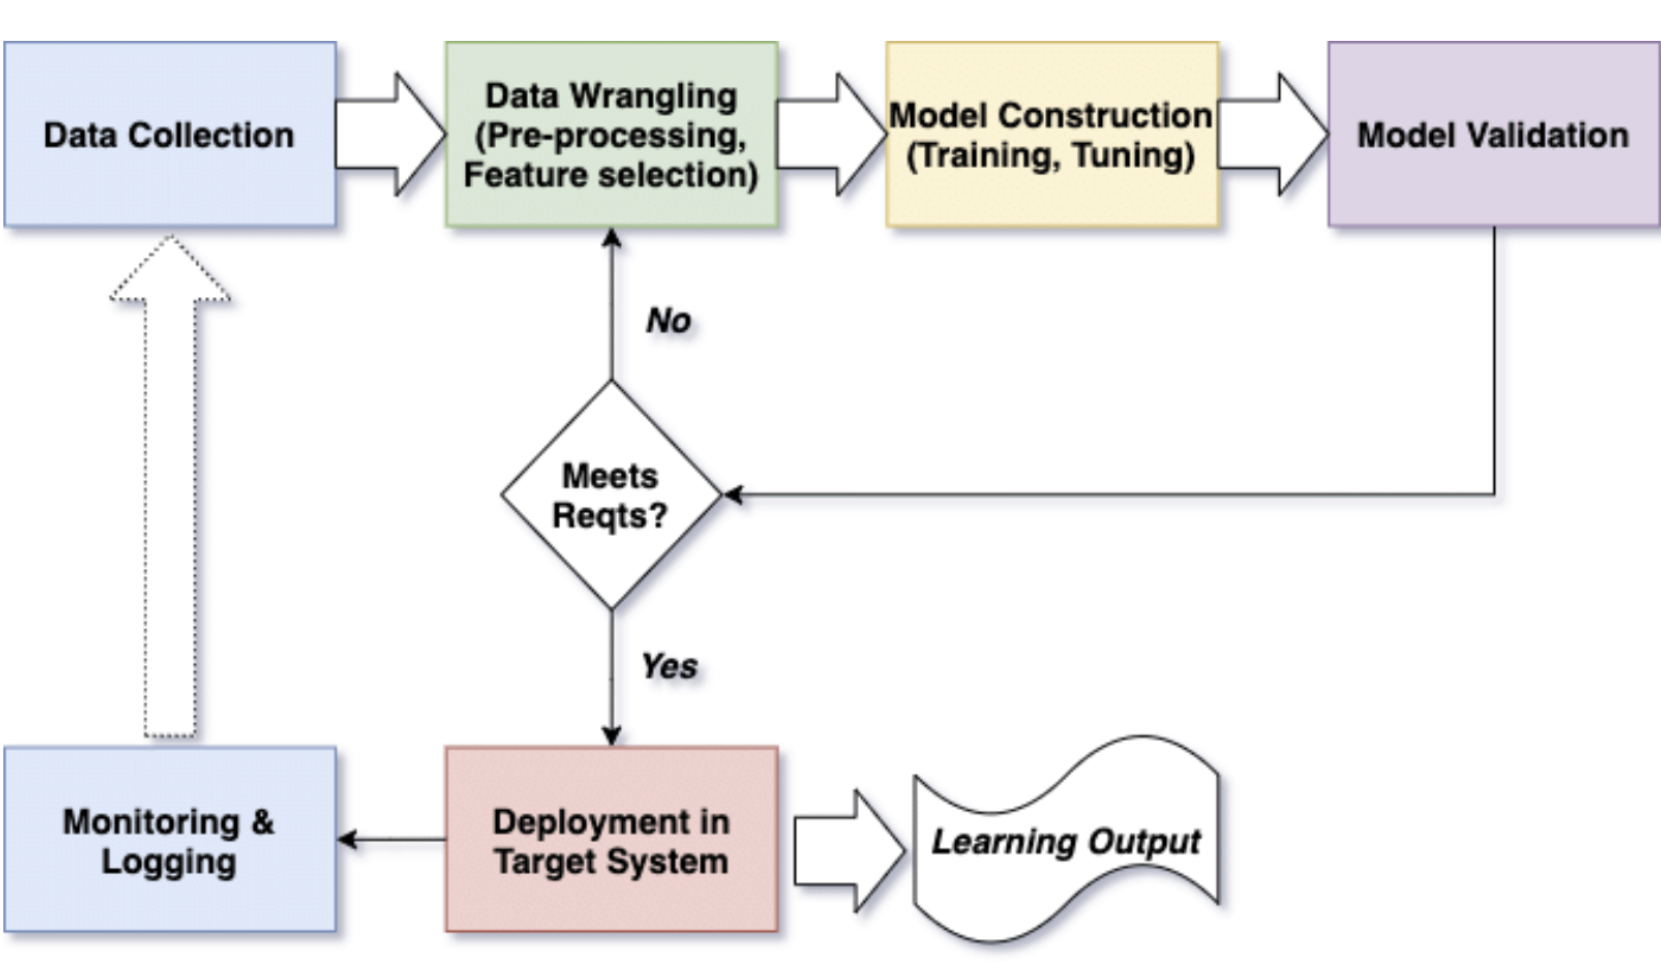 Data Collection
Data Wrangling
(Pre-processing,
Feature selection)
Model Construction
(Training, Tuning)
Model Validation
No
Meets
Reqts?
Yes
Monitoring &
Logging
Deployment in
Target System
Learning Output